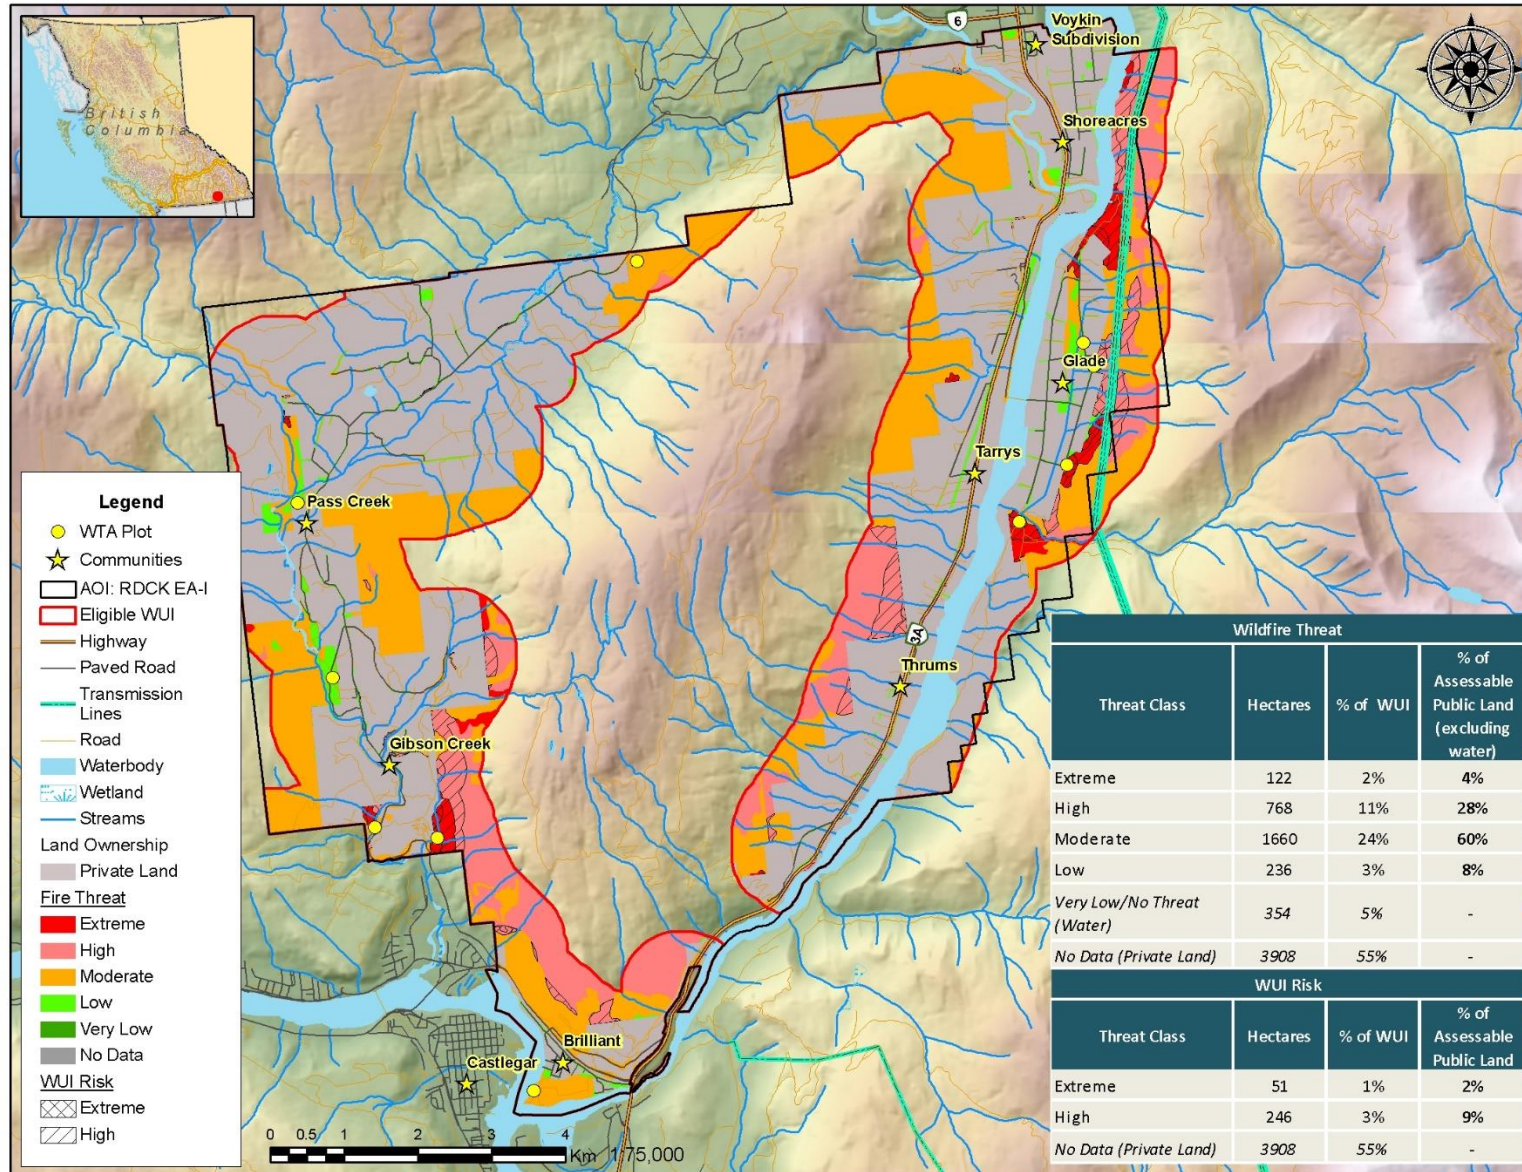 British
Columbia
6
Voykin
Subdivision
Shoreacres
Glade
Tarrys
3A
Thrums
Pass Creek
Gibson Creek
Brilliant
Castlegar
Legend
WTA Plot
Communities
AOI: RDCK EA-I
Eligible WUI
Highway
Paved Road
Transmission
Lines
Road
Waterbody
Wetland
Streams
Land Ownership
Private Land
Fire Threat
Extreme
High
Moderate
Low
Very Low
No Data
WUI Risk
Extreme
High
0 0.5 1 2 3 4
Km 1:75,000
Wildfire Threat
Threat Class Hectares % of WUI % of Assessable Public Land (excluding water)
Extreme 122 2% 4%
High 768 11% 28%
Moderate 1660 24% 60%
Low 236 3% 8%
Very Low/No Threat (Water) 354 5% -
No Data (Private Land) 3908 55% -
WUI Risk
Threat Class Hectares % of WUI % of Assessable Public Land
Extreme 51 1% 2%
High 246 3% 9%
No Data (Private Land) 3908 55% -